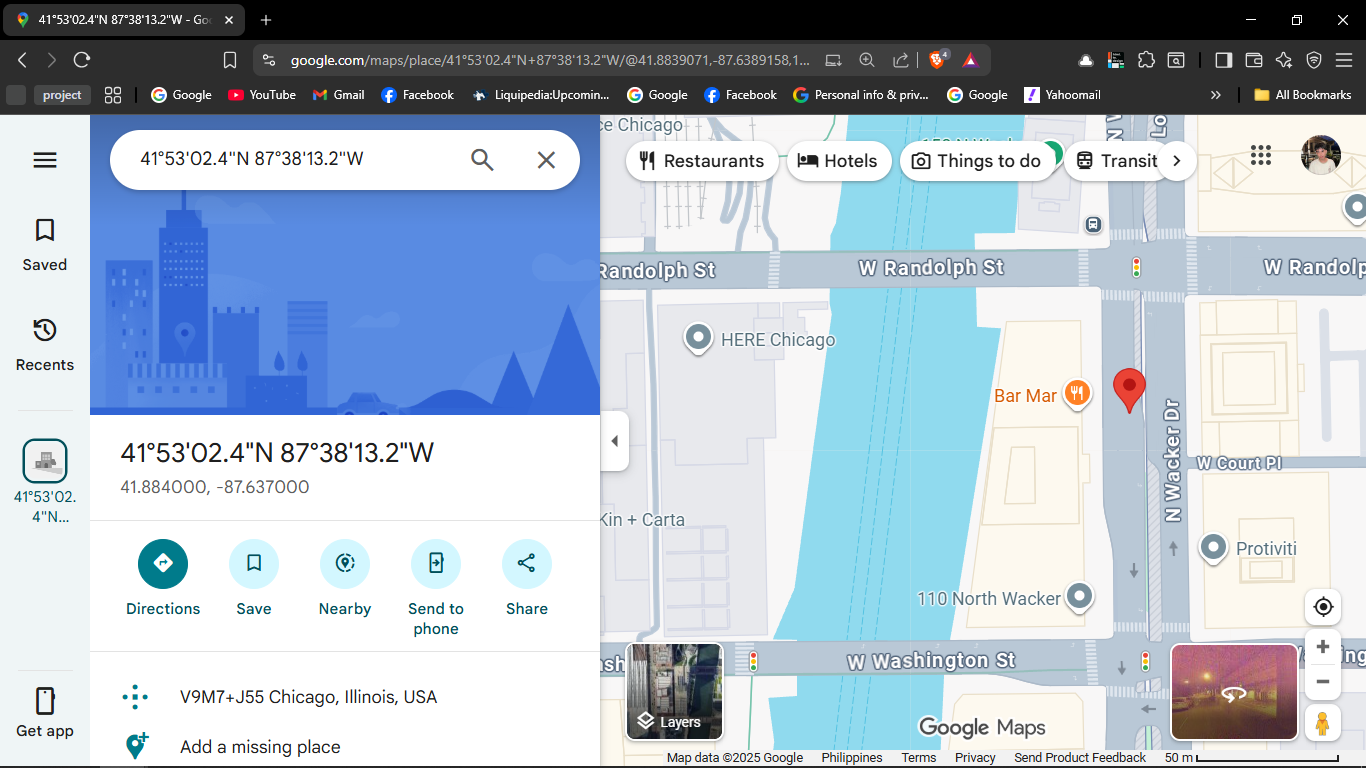 41°53'02.4"N 87°38'13.2"W - Goo
google.com/maps/place/41°53'02.4"N+87°38'13.2"W/@41.8839071,-87.6389158,1...
4
project
Google
YouTube
Gmail
Facebook
Liquipedia:Upcomin...
Google
Facebook
Personal info & priv...
Google
Yahoomail
»
All Bookmarks
41°53'02.4"N 87°38'13.2"W
Saved
Recents
41°53'02.
4"N...
Get app
41°53'02.4"N 87°38'13.2"W
41.884000, -87.637000
Directions
Save
Nearby
Send to
phone
Share
V9M7+J55 Chicago, Illinois, USA
Add a missing place
ce Chicago
Restaurants
Hotels
Things to do
Transit
Randolph St
W Randolph St
W Randolp
HERE Chicago
Bar Mar
N Wacker Dr
W Court Pl
Kin + Carta
Protiviti
110 North Wacker
W Washington St
Layers
Google Maps
Map data ©2025 Google
Philippines
Terms
Privacy
Send Product Feedback
50 m